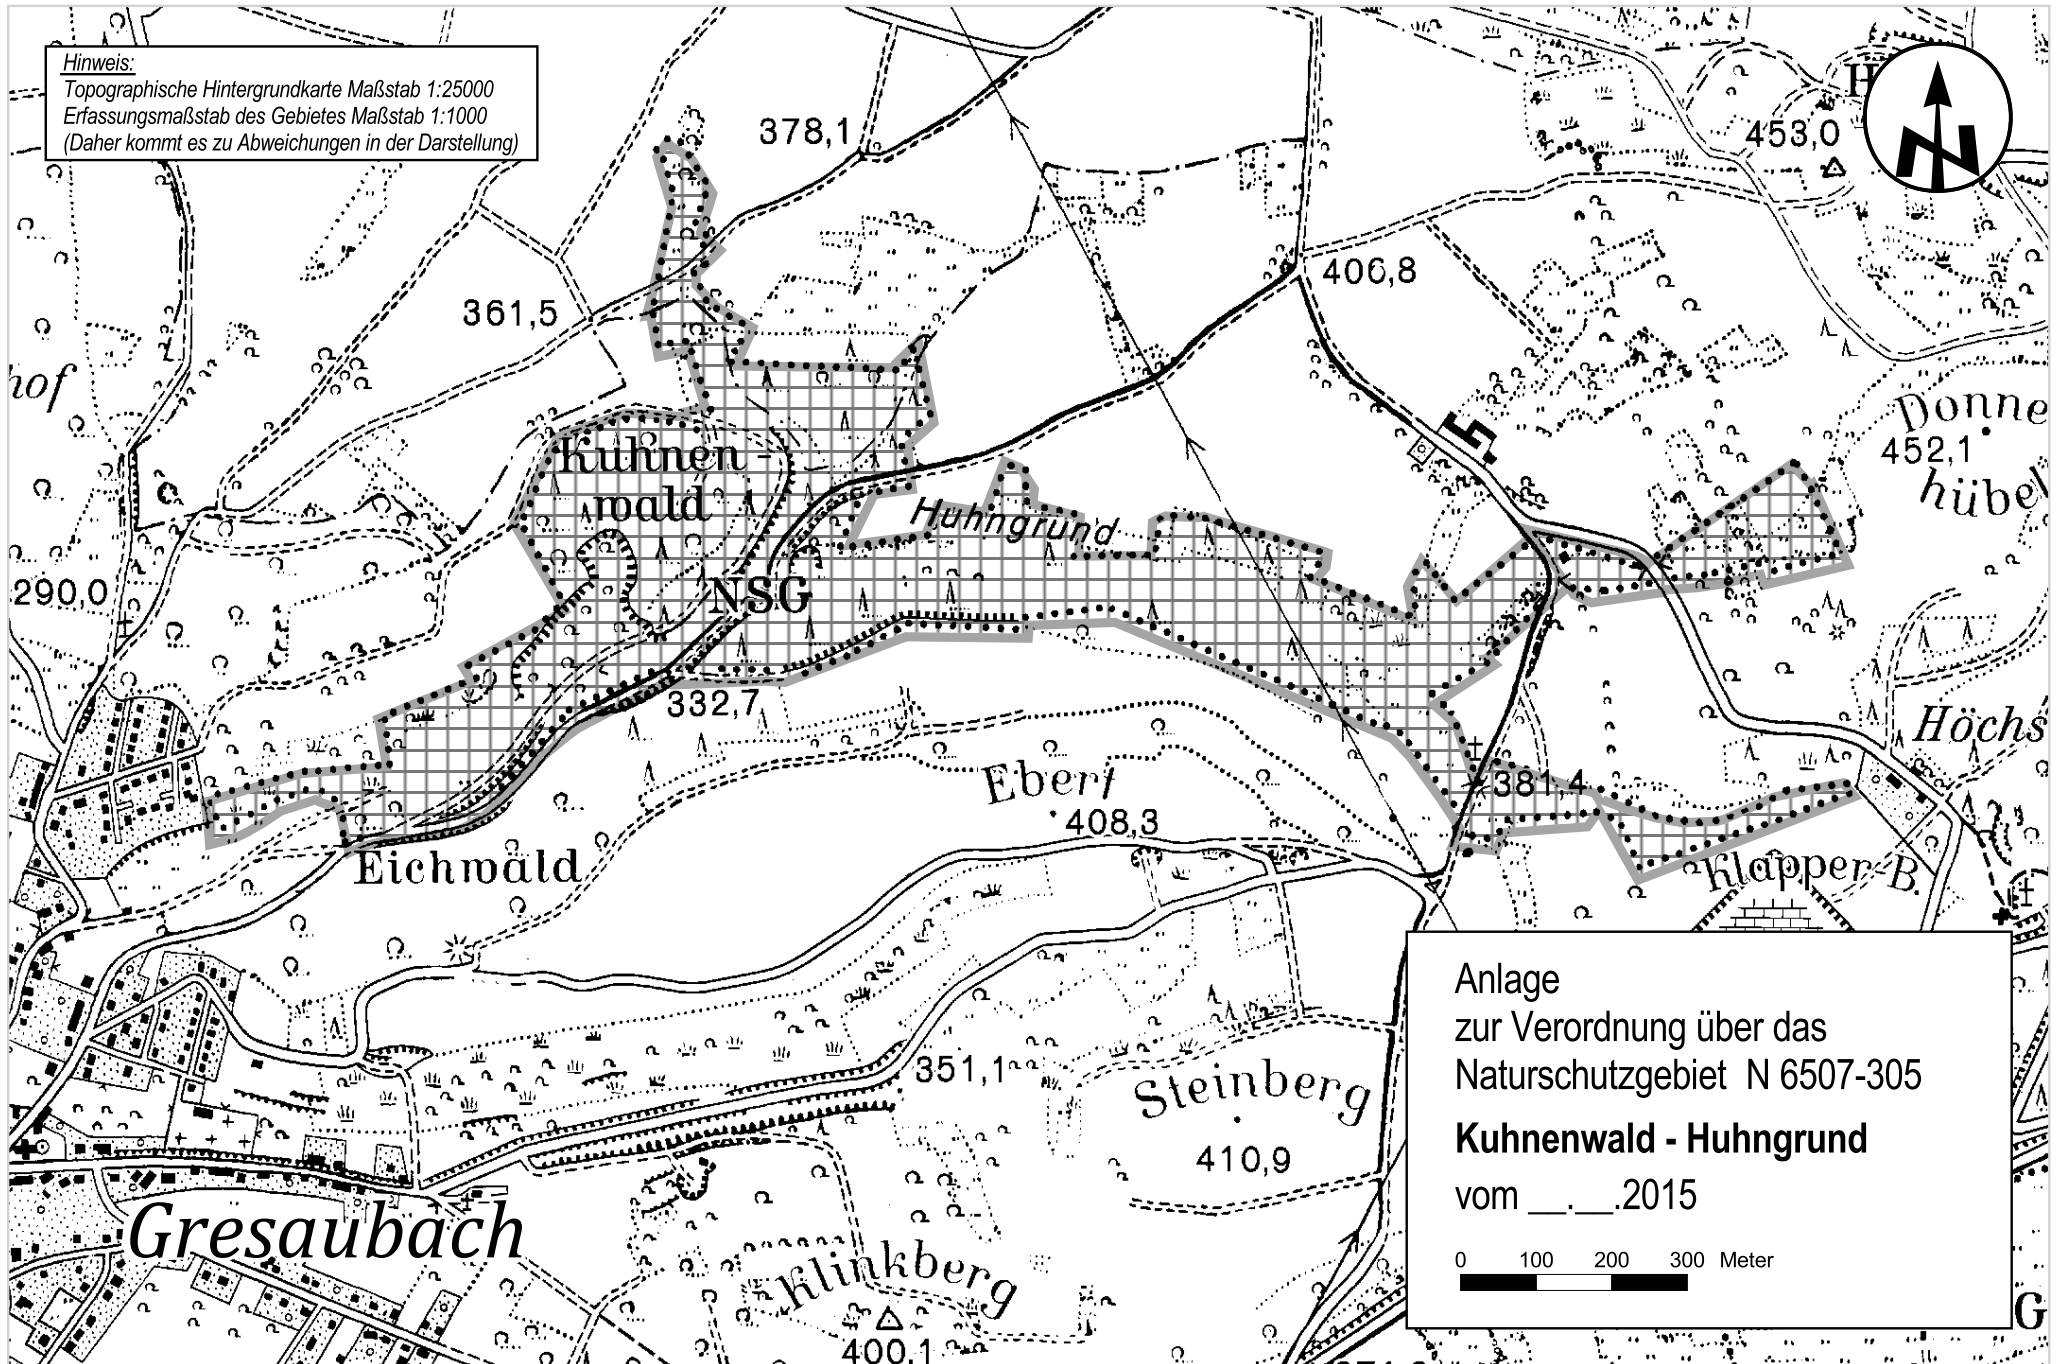 Hinweis:
Topographische Hintergrundkarte Maßstab 1:25000
Erfassungsmaßstab des Gebietes Maßstab 1:1000
(Daher kommt es zu Abweichungen in der Darstellung)
378,1
453,0
H
N
361,5
406,8
hof
Donne
452,1
hübel
Kuhnen
wald
Huhngrund
290,0
NSG
332,7
Höchs
381,4
Ebert
408,3
Eichwald
Klapper-B.
351,1
Steinberg
410,9
Gresaubach
Klinkberg
400,1
G
Anlage
zur Verordnung über das
Naturschutzgebiet N 6507-305
Kuhnenwald - Huhngrund
vom __.__.2015
0 100 200 300 Meter